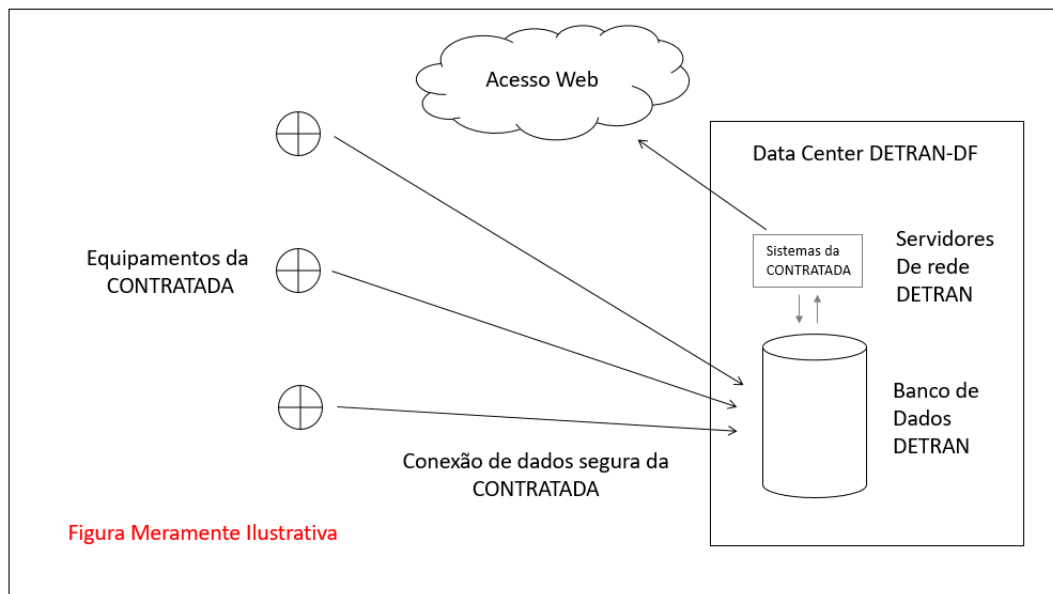 Acesso Web
Data Center DETRAN-DF
Equipamentos da
CONTRATADA
Sistemas da
CONTRATADA
Servidores
De rede
DETRAN
Banco de
Dados
DETRAN
Conexão de dados segura da
CONTRATADA
Figura Meramente Ilustrativa